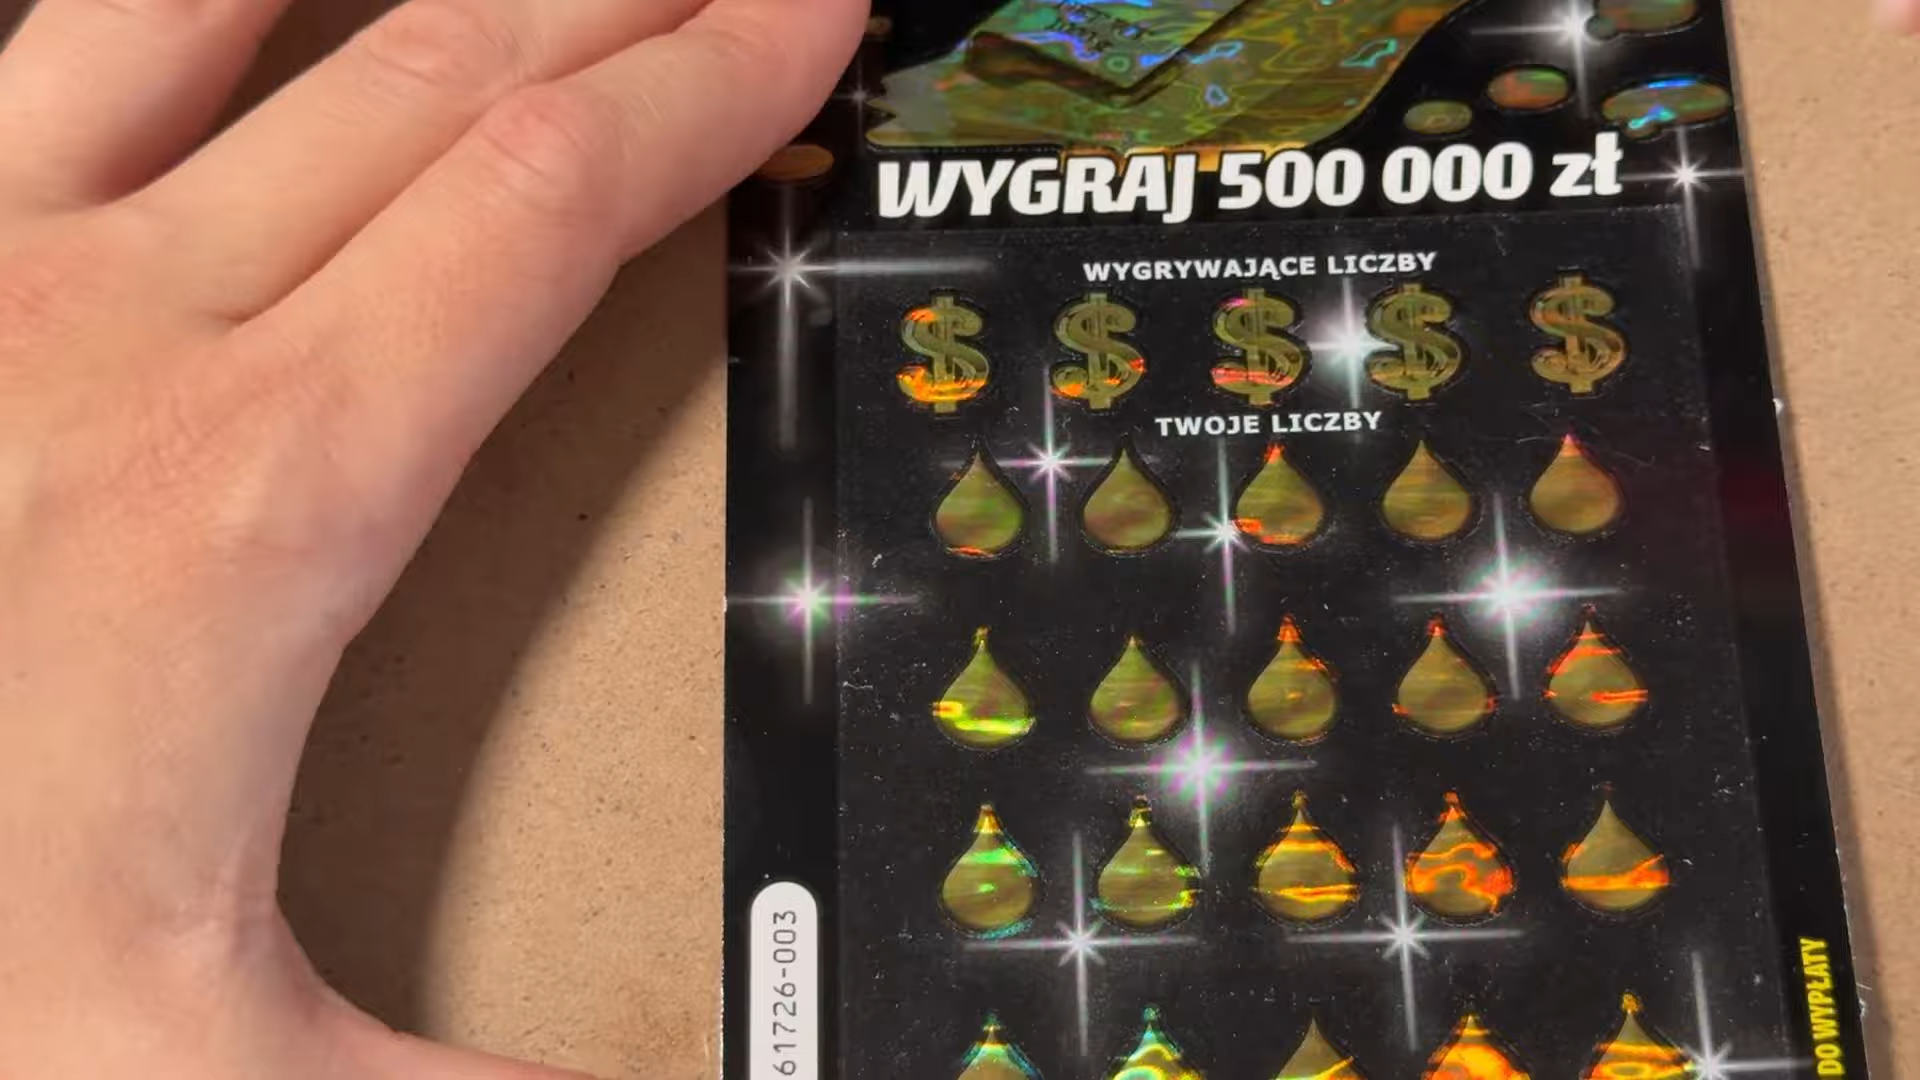 WYGRAJ 500 000 zł
WYGRYWAJĄCE LICZBY
TWOJE LICZBY
61726-003
DO WYPŁATY